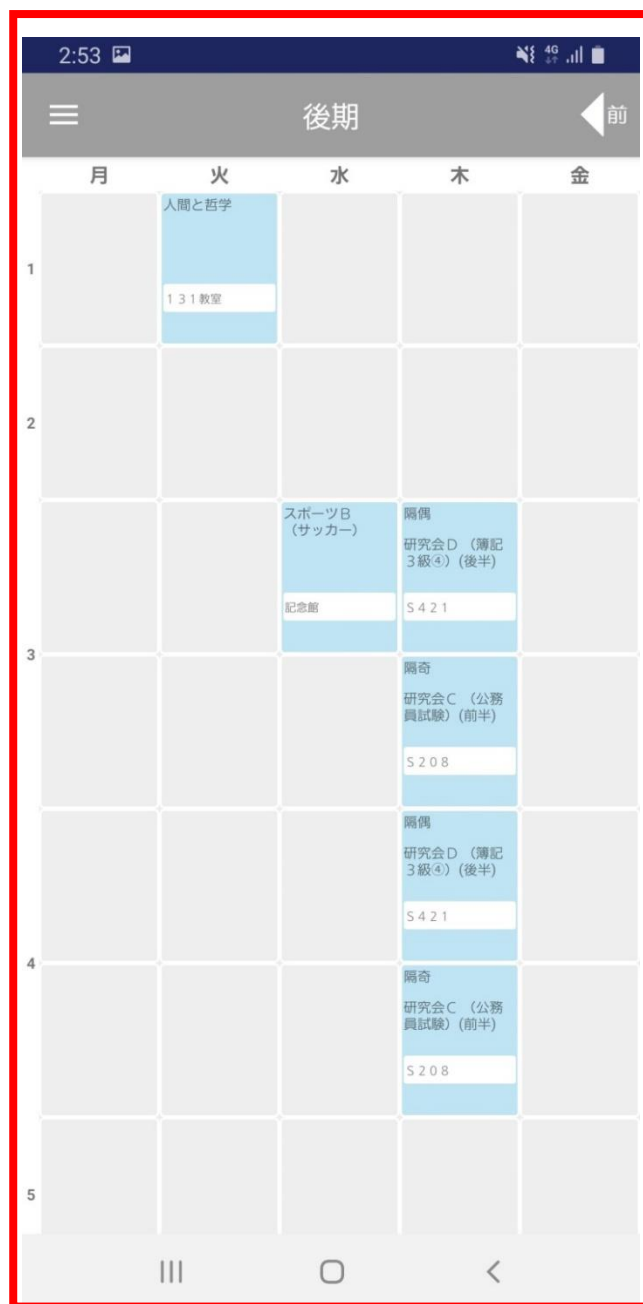 2:53
4G
後期
前
月 火 水 木 金
1
人間と哲学
１３１教室
2
3
スポーツＢ
（サッカー）
記念館
隔偶
研究会Ｄ （簿記
３級④）(後半)
Ｓ４２１
隔奇
研究会Ｃ （公務
員試験）(前半)
Ｓ２０８
4
隔偶
研究会Ｄ （簿記
３級④）(後半)
Ｓ４２１
隔奇
研究会Ｃ （公務
員試験）(前半)
Ｓ２０８
5